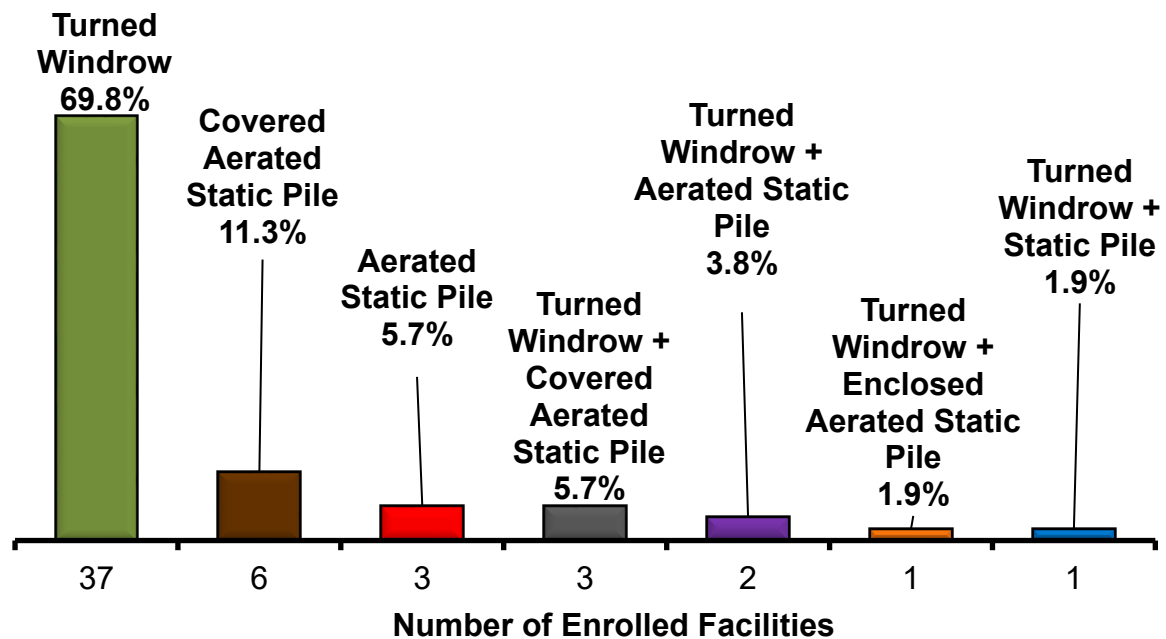 Turned
Windrow
69.8%
Covered
Aerated
Static Pile
11.3%
Aerated
Static Pile
5.7%
Turned
Windrow +
Covered
Aerated
Static Pile
5.7%
Turned
Windrow +
Aerated Static
Pile
3.8%
Turned
Windrow +
Enclosed
Aerated Static
Pile
1.9%
Turned
Windrow +
Static Pile
1.9%
37 6 3 3 2 1 1
Number of Enrolled Facilities